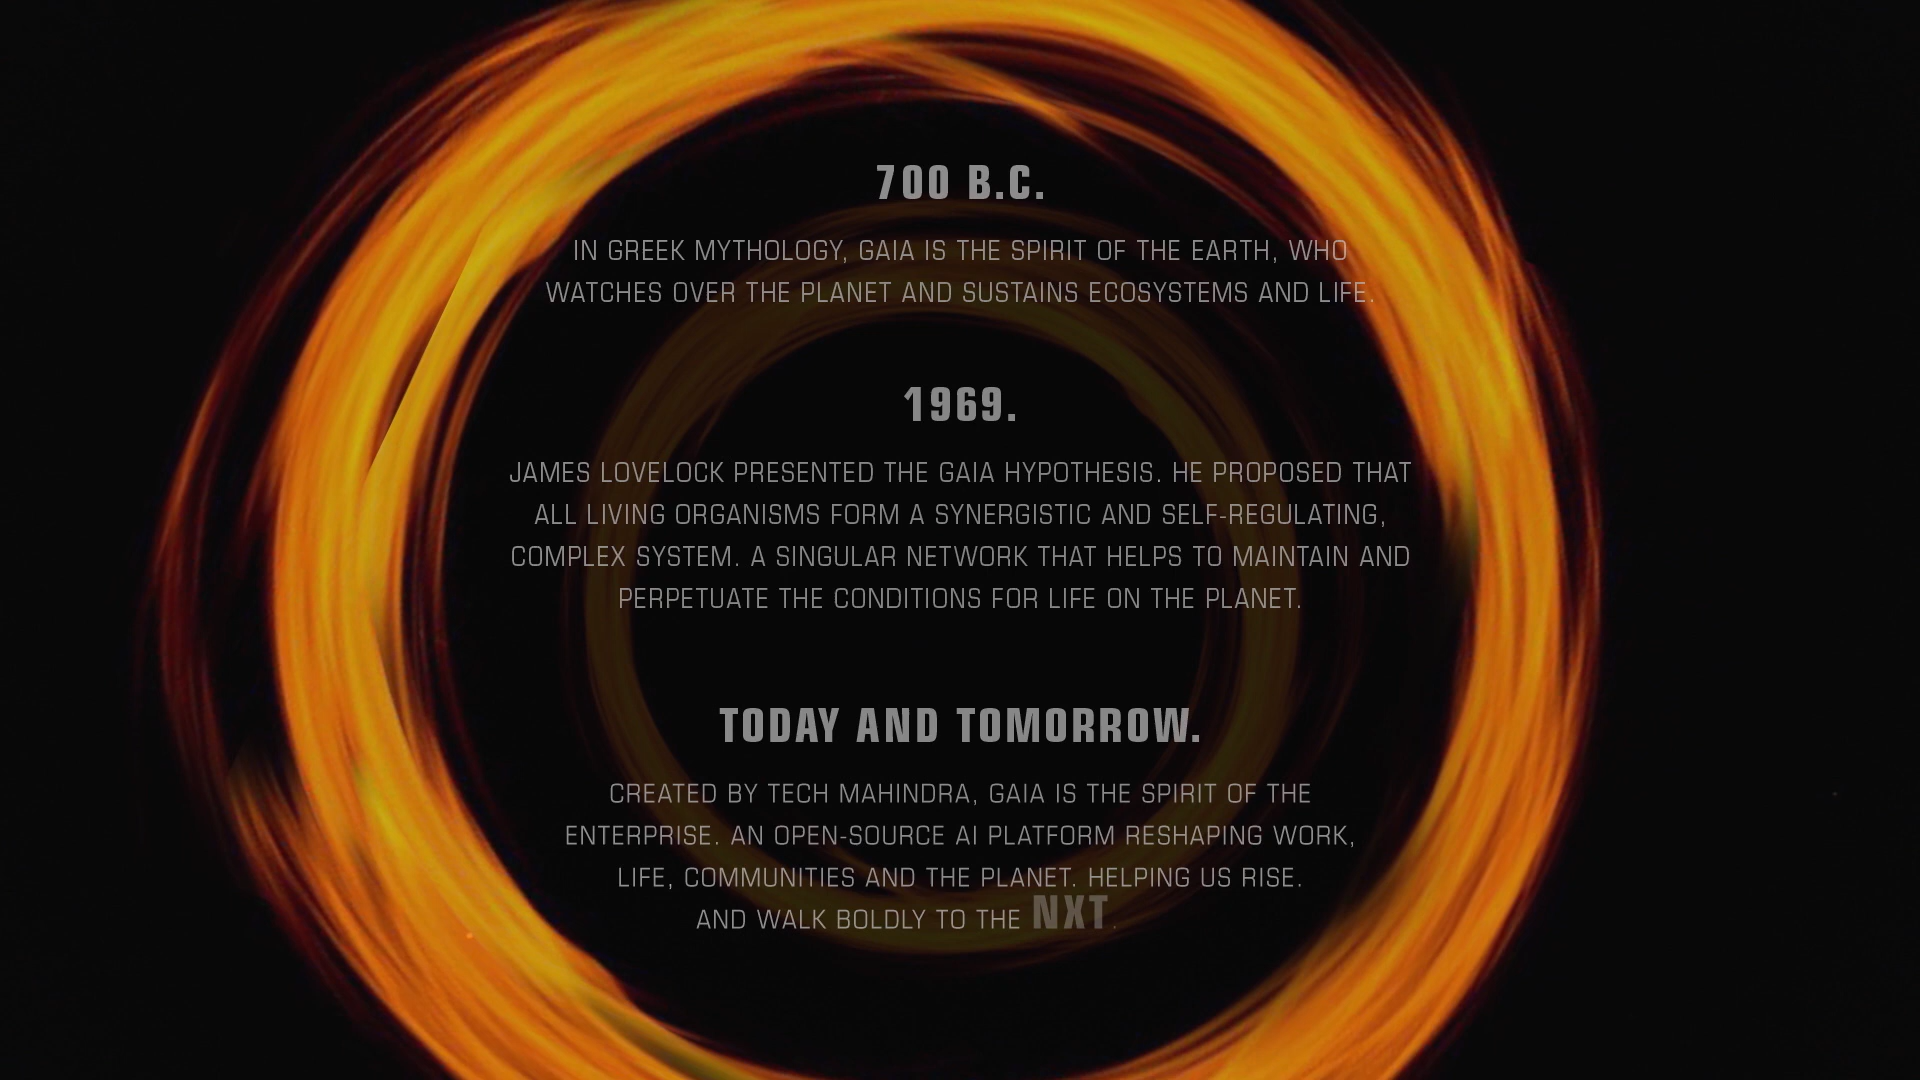 700 B.C.
IN GREEK MYTHOLOGY, GAIA IS THE SPIRIT OF THE EARTH, WHO
WATCHES OVER THE PLANET AND SUSTAINS ECOSYSTEMS AND LIFE.
1969.
JAMES LOVELOCK PRESENTED THE GAIA HYPOTHESIS. HE PROPOSED THAT
ALL LIVING ORGANISMS FORM A SYNERGISTIC AND SELF-REGULATING,
COMPLEX SYSTEM. A SINGULAR NETWORK THAT HELPS TO MAINTAIN AND
PERPETUATE THE CONDITIONS FOR LIFE ON THE PLANET.
TODAY AND TOMORROW.
CREATED BY TECH MAHINDRA, GAIA IS THE SPIRIT OF THE
ENTERPRISE. AN OPEN-SOURCE AI PLATFORM RESHAPING WORK,
LIFE, COMMUNITIES AND THE PLANET. HELPING US RISE.
AND WALK BOLDLY TO THE NXT.